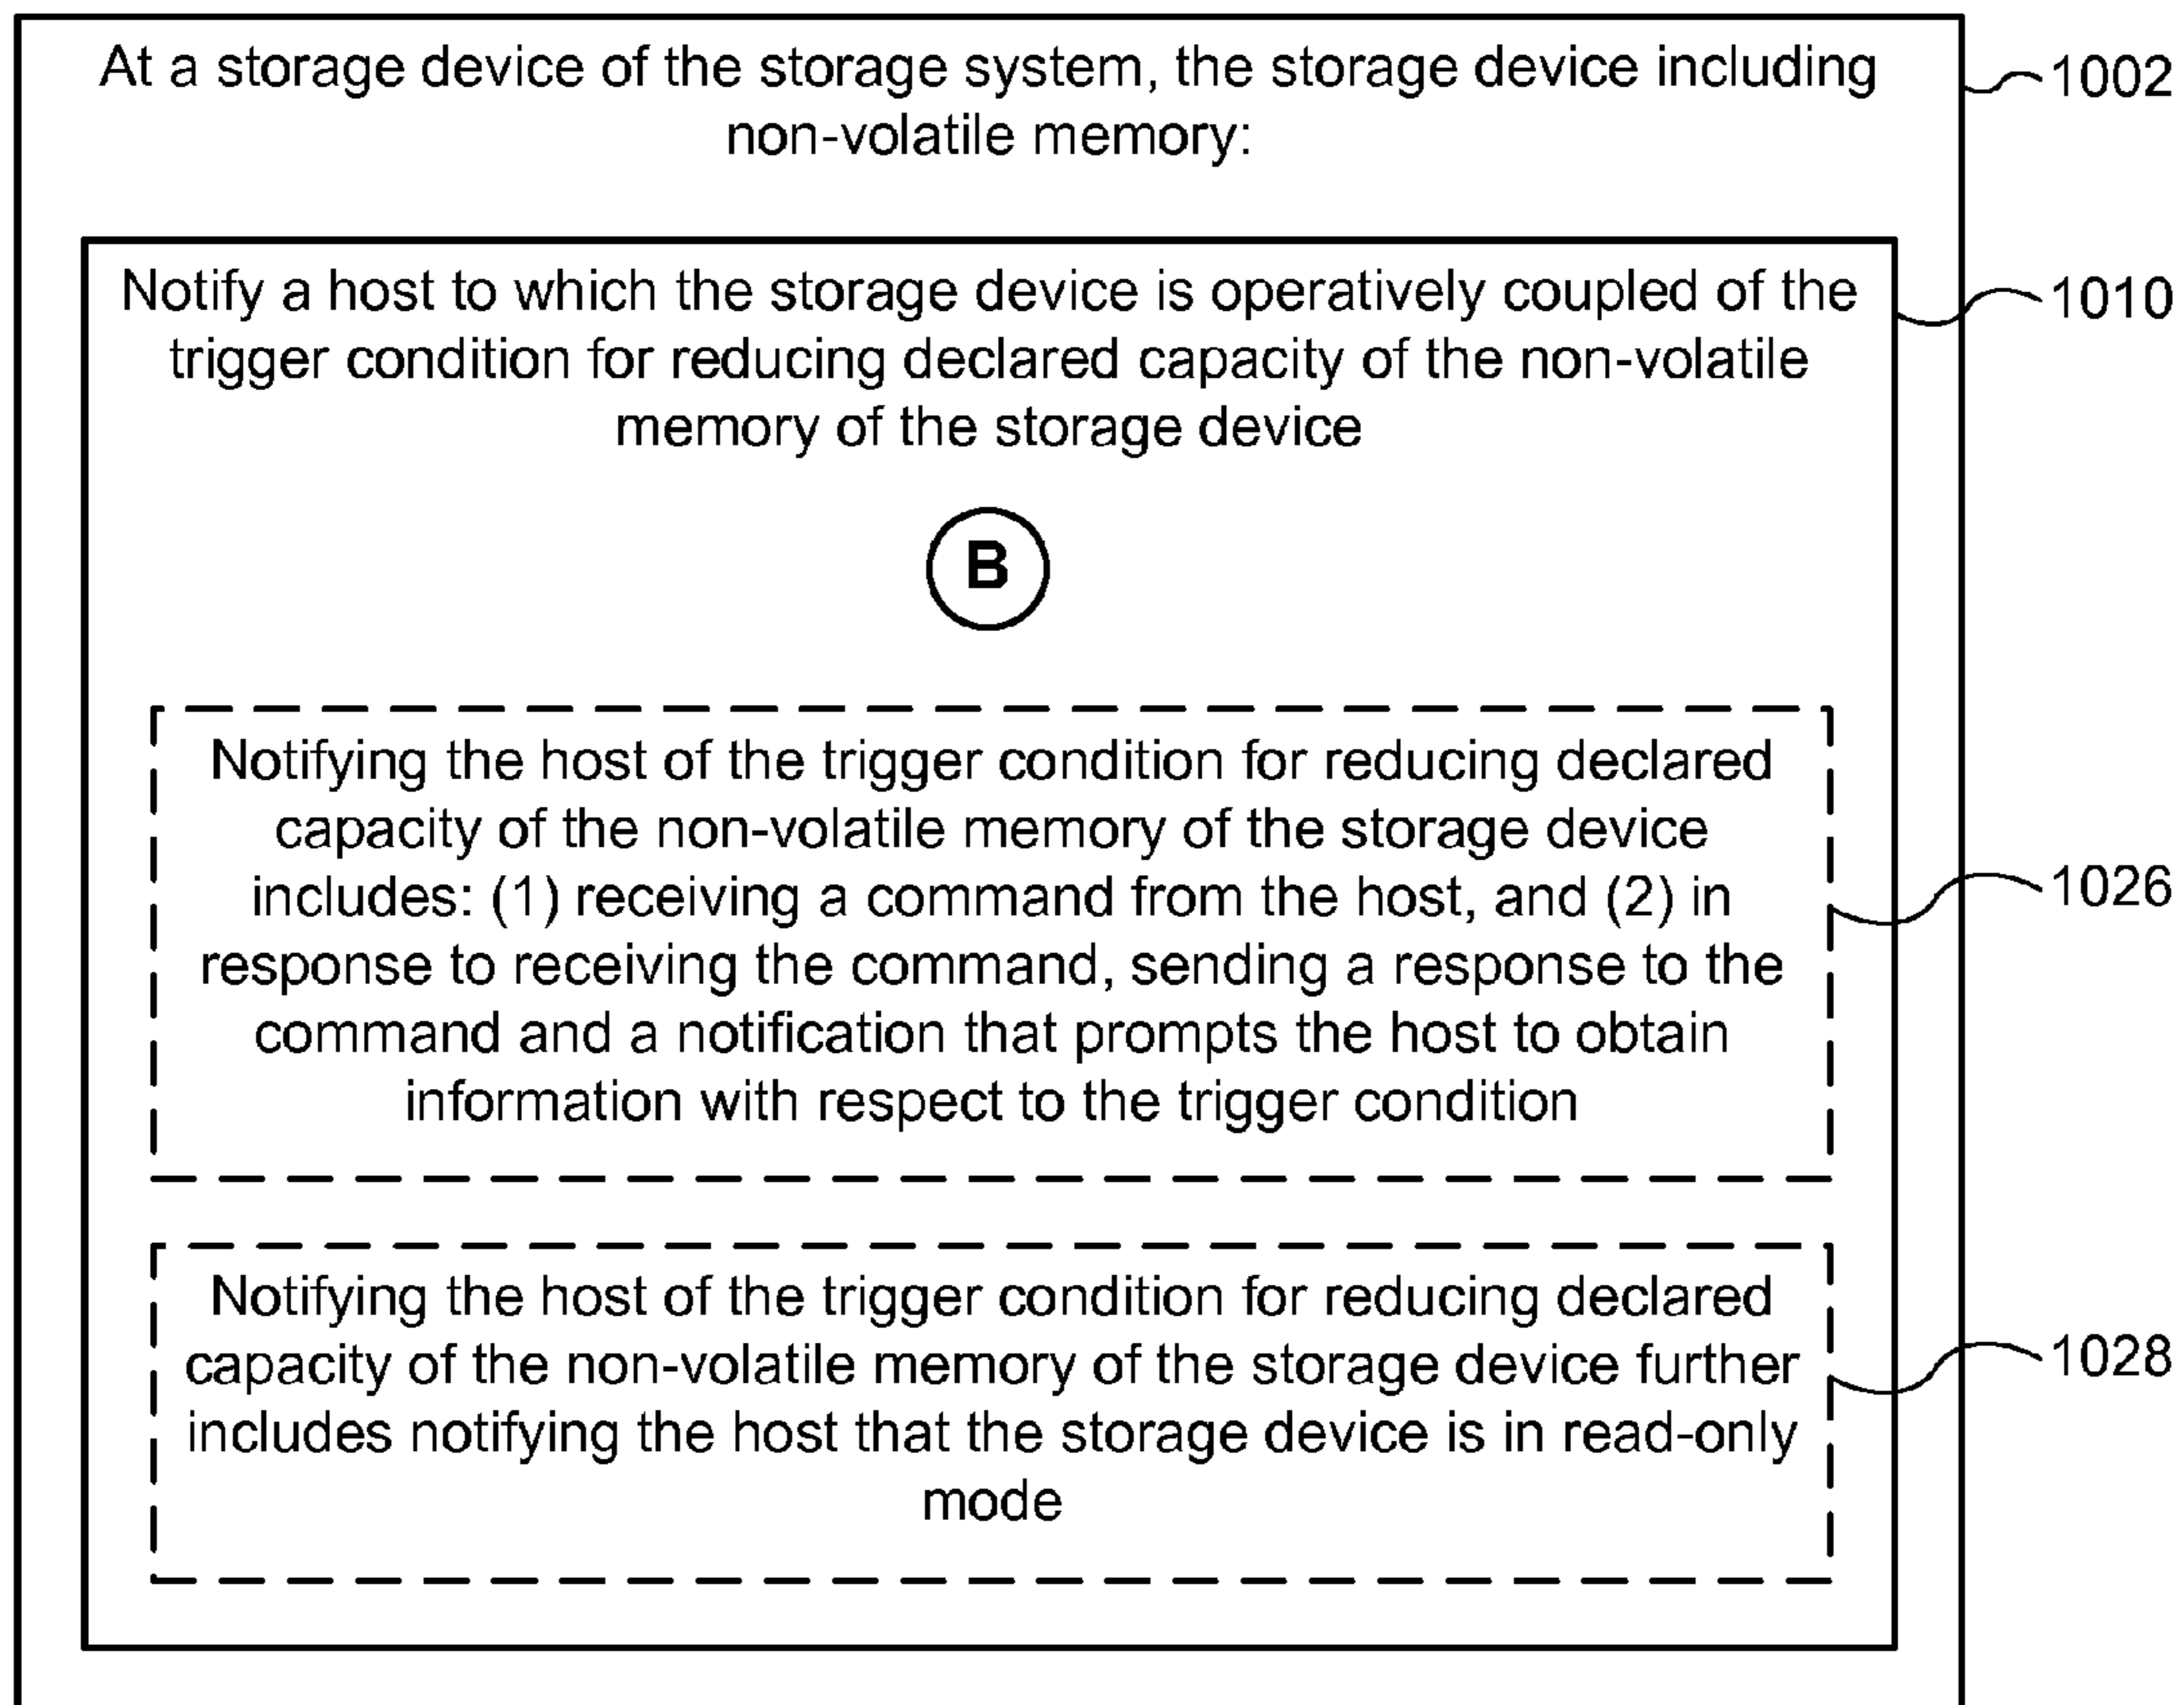 At a storage device of the storage system, the storage device including
non-volatile memory:
1002
Notify a host to which the storage device is operatively coupled of the
trigger condition for reducing declared capacity of the non-volatile
memory of the storage device
1010
B
Notifying the host of the trigger condition for reducing declared
capacity of the non-volatile memory of the storage device
includes: (1) receiving a command from the host, and (2) in
response to receiving the command, sending a response to the
command and a notification that prompts the host to obtain
information with respect to the trigger condition
1026
Notifying the host of the trigger condition for reducing declared
capacity of the non-volatile memory of the storage device further
includes notifying the host that the storage device is in read-only
mode
1028